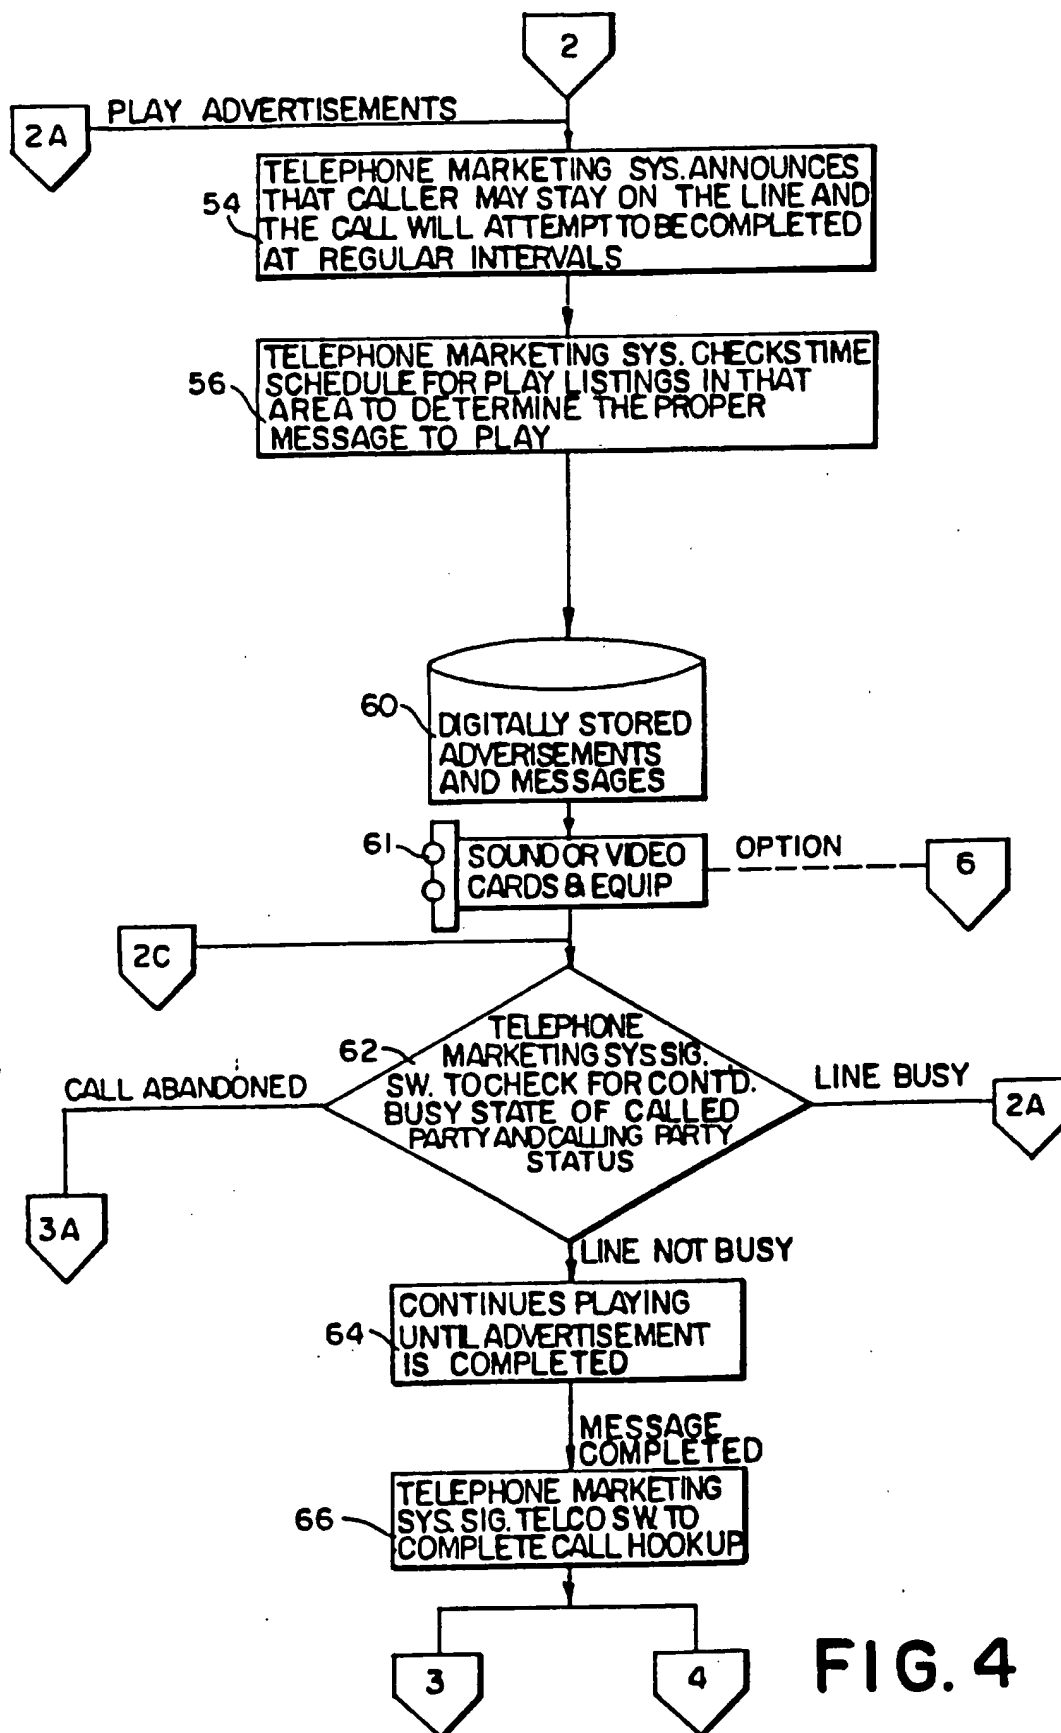 2
2A
PLAY ADVERTISEMENTS
54
TELEPHONE MARKETING SYS. ANNOUNCES
THAT CALLER MAY STAY ON THE LINE AND
THE CALL WILL ATTEMPT TO BE COMPLETED
AT REGULAR INTERVALS
56
TELEPHONE MARKETING SYS. CHECKS TIME
SCHEDULE FOR PLAY LISTINGS IN THAT
AREA TO DETERMINE THE PROPER
MESSAGE TO PLAY
60
DIGITALLY STORED
ADVERISEMENTS
AND MESSAGES
61
SOUND OR VIDEO
CARDS & EQUIP
OPTION
6
2C
62
TELEPHONE
MARKETING SYS SIG.
SW. TO CHECK FOR CONT'D.
BUSY STATE OF CALLED
PARTY AND CALLING PARTY
STATUS
CALL ABANDONED
3A
LINE BUSY
2A
LINE NOT BUSY
64
CONTINUES PLAYING
UNTIL ADVERTISEMENT
IS COMPLETED
MESSAGE
COMPLETED
66
TELEPHONE MARKETING
SYS. SIG. TELCO SW. TO
COMPLETE CALL HOOKUP
3
4
FIG. 4